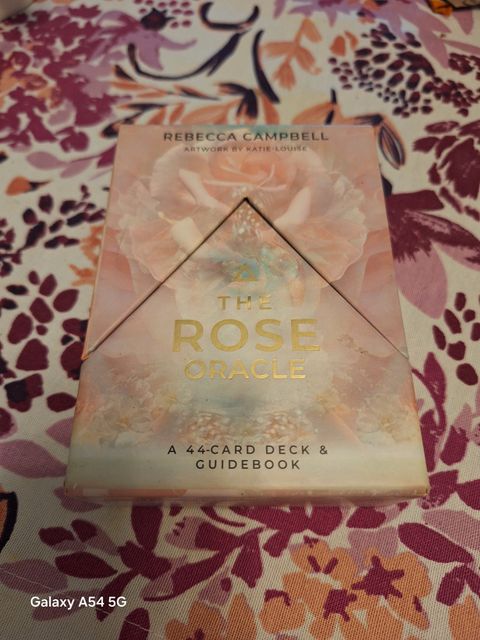 REBECCA CAMPBELL
ARTWORK BY KATIE-LOUISE
THE
ROSE
ORACLE
A 44-CARD DECK &
GUIDEBOOK
Galaxy A54 5G